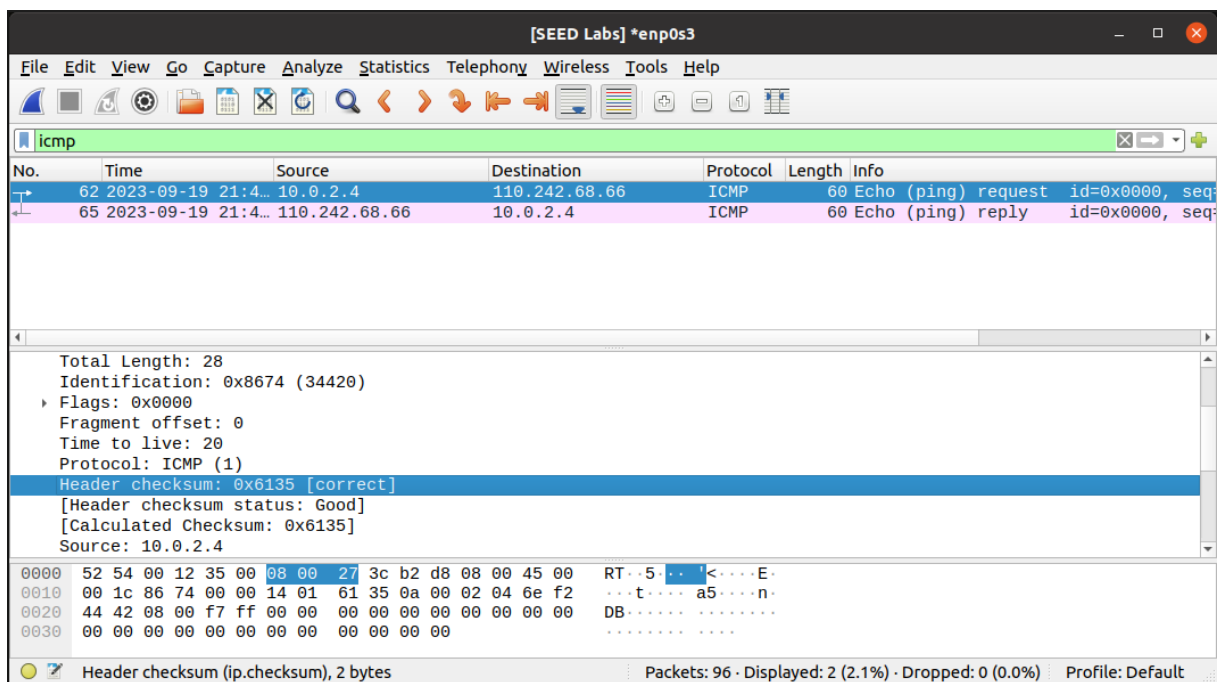 [SEED Labs] *enp0s3
File Edit View Go Capture Analyze Statistics Telephony Wireless Tools Help
icmp
No. Time Source Destination Protocol Length Info
62 2023-09-19 21:4… 10.0.2.4 110.242.68.66 ICMP 60 Echo (ping) request id=0x0000, seq=
65 2023-09-19 21:4… 110.242.68.66 10.0.2.4 ICMP 60 Echo (ping) reply id=0x0000, seq=
Total Length: 28
Identification: 0x8674 (34420)
Flags: 0x0000
Fragment offset: 0
Time to live: 20
Protocol: ICMP (1)
Header checksum: 0x6135 [correct]
[Header checksum status: Good]
[Calculated Checksum: 0x6135]
Source: 10.0.2.4
0000 52 54 00 12 35 00 08 00 27 3c b2 d8 08 00 45 00 RT··5··· '<····E·
0010 00 1c 86 74 00 00 14 01 61 35 0a 00 02 04 6e f2 ···t···· a5····n·
0020 44 42 08 00 f7 ff 00 00 00 00 00 00 00 00 00 00 DB······ ········
0030 00 00 00 00 00 00 00 00 00 00 00 00 ········ ····
Header checksum (ip.checksum), 2 bytes Packets: 96 · Displayed: 2 (2.1%) · Dropped: 0 (0.0%) Profile: Default